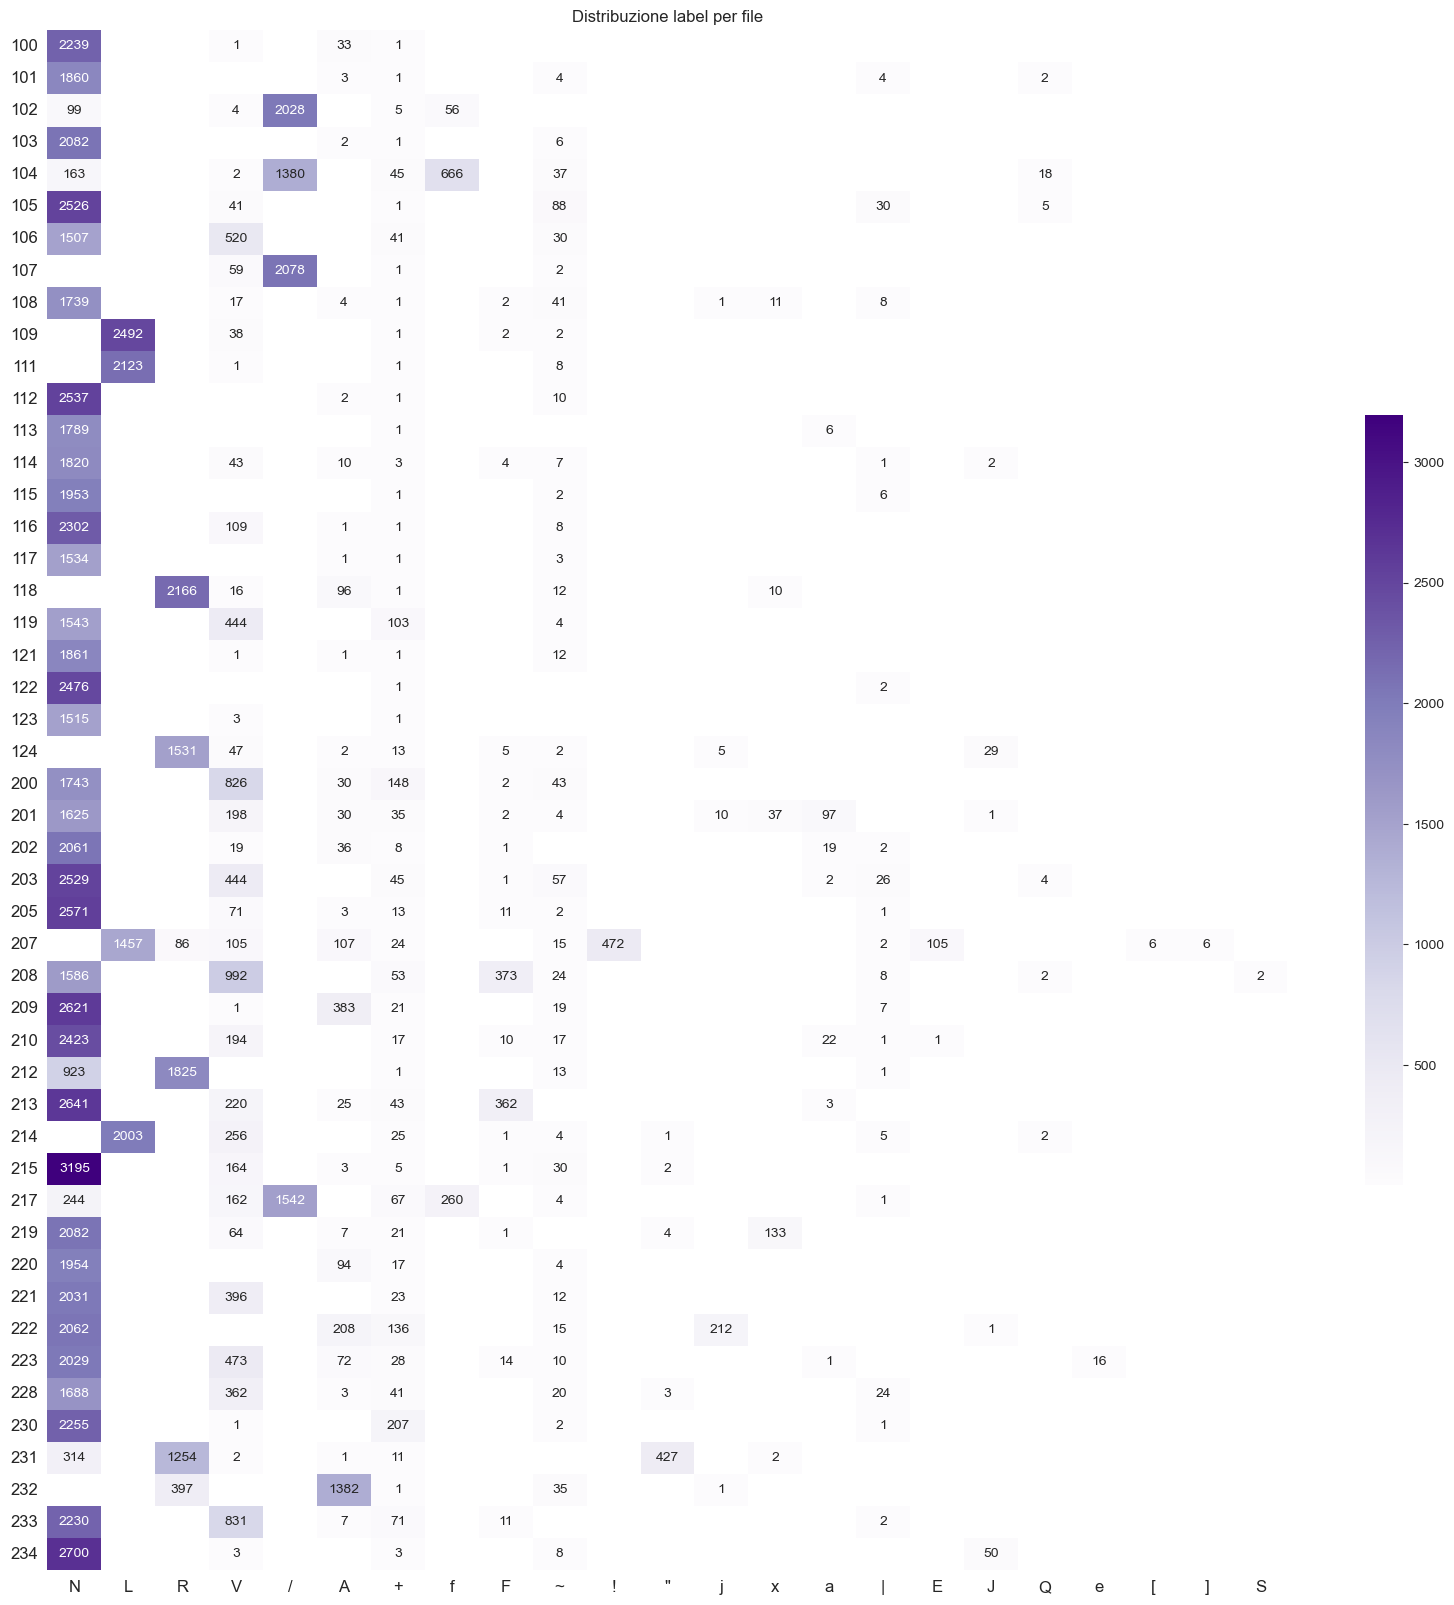 Distribuzione label per file
100 2239 1 33 1
101 1860 3 1 4 4 2
102 99 4 2028 5 56
103 2082 2 1 6
104 163 2 1380 45 666 37 18
105 2526 41 1 88 30 5
106 1507 520 41 30
107 59 2078 1 2
108 1739 17 4 1 2 41 1 11 8
109 2492 38 1 2 2
111 2123 1 1 8
112 2537 2 1 10
113 1789 1 6
114 1820 43 10 3 4 7 1 2
115 1953 1 2 6
116 2302 109 1 1 8
117 1534 1 1 3
118 2166 16 96 1 12 10
119 1543 444 103 4
121 1861 1 1 1 12
122 2476 1 2
123 1515 3 1
124 1531 47 2 13 5 2 5 29
200 1743 826 30 148 2 43
201 1625 198 30 35 2 4 10 37 97 1
202 2061 19 36 8 1 19 2
203 2529 444 45 1 57 2 26 4
205 2571 71 3 13 11 2 1
207 1457 86 105 107 24 15 472 2 105 6 6
208 1586 992 53 373 24 8 2 2
209 2621 1 383 21 19 7
210 2423 194 17 10 17 22 1 1
212 923 1825 1 13 1
213 2641 220 25 43 362 3
214 2003 256 25 1 4 1 5 2
215 3195 164 3 5 1 30 2
217 244 162 1542 67 260 4 1
219 2082 64 7 21 1 4 133
220 1954 94 17 4
221 2031 396 23 12
222 2062 208 136 15 212 1
223 2029 473 72 28 14 10 1 16
228 1688 362 3 41 20 3 24
230 2255 1 207 2 1
231 314 1254 2 1 11 427 2
232 397 1382 1 35 1
233 2230 831 7 71 11 2
234 2700 3 3 8 50
N L R V / A + f F ~ ! " j x a | E J Q e [ ] S
3000
2500
2000
1500
1000
500